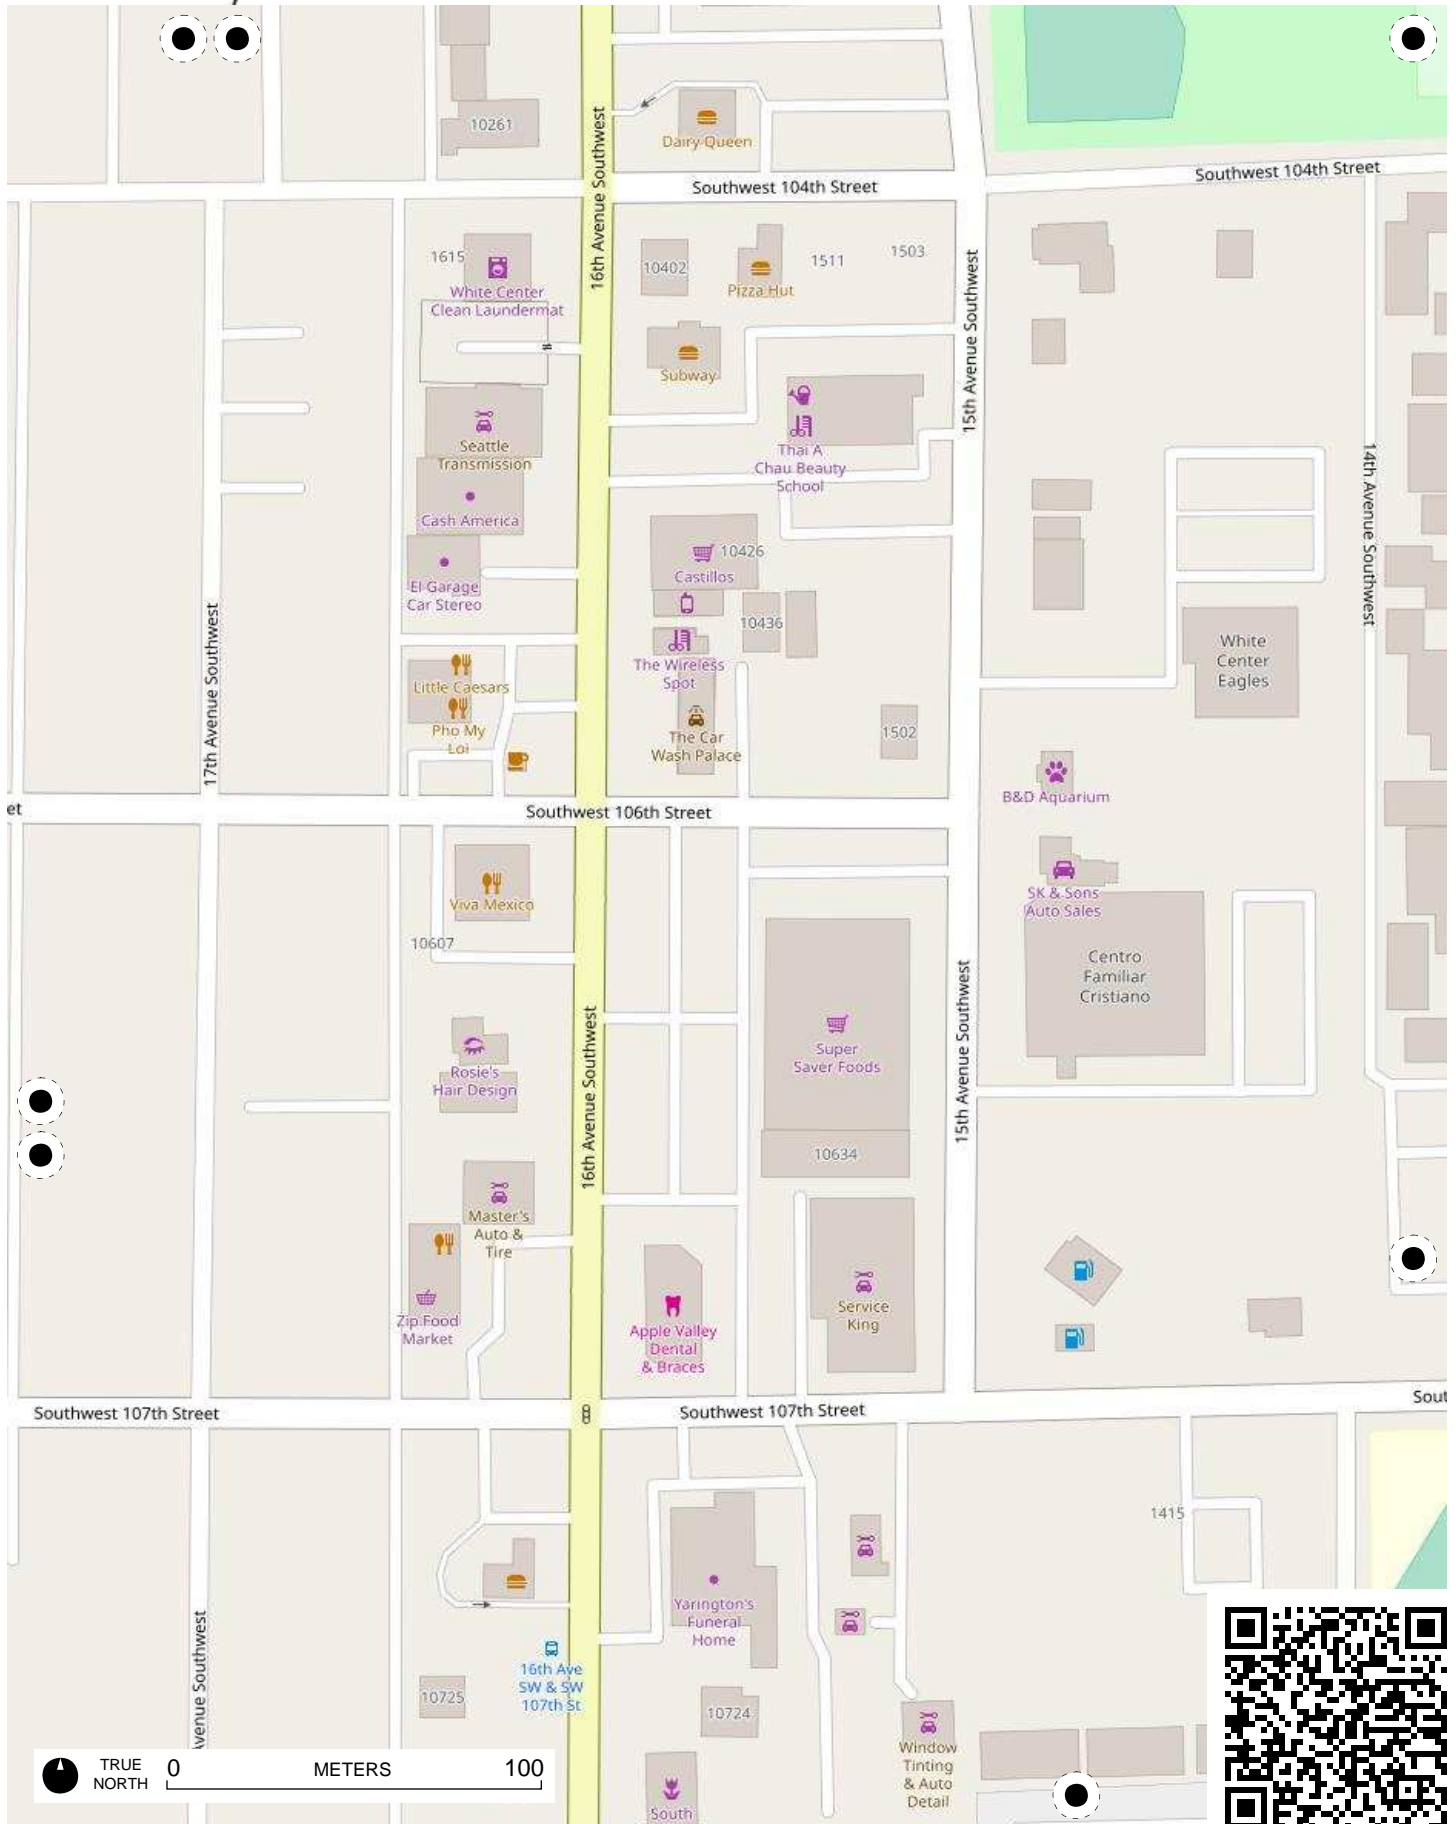 10261
16th Avenue Southwest
Dairy Queen
Southwest 104th Street
Southwest 104th Street
1615
White Center
Clean Laundermat
10402
Pizza Hut
1511
1503
15th Avenue Southwest
Subway
Seattle
Transmission
Cash America
Thai A
Chau Beauty
School
El Garage
Car Stereo
10426
Castillos
14th Avenue Southwest
17th Avenue Southwest
10436
The Wireless
Spot
White
Center
Eagles
Little Caesars
Pho My
Loi
The Car
Wash Palace
1502
B&D Aquarium
et
Southwest 106th Street
Viva Mexico
10607
SK & Sons
Auto Sales
Centro
Familiar
Cristiano
16th Avenue Southwest
15th Avenue Southwest
Super
Saver Foods
Rosie's
Hair Design
10634
Master's
Auto &
Tire
Zip Food
Market
Apple Valley
Dental
& Braces
Service
King
Southwest 107th Street
Southwest 107th Street
Sout
1415
Yarington's
Funeral
Home
16th Ave
SW & SW
107th St
10725
10724
Avenue Southwest
Window
Tinting
& Auto
Detail
South
TRUE
NORTH
0 METERS 100